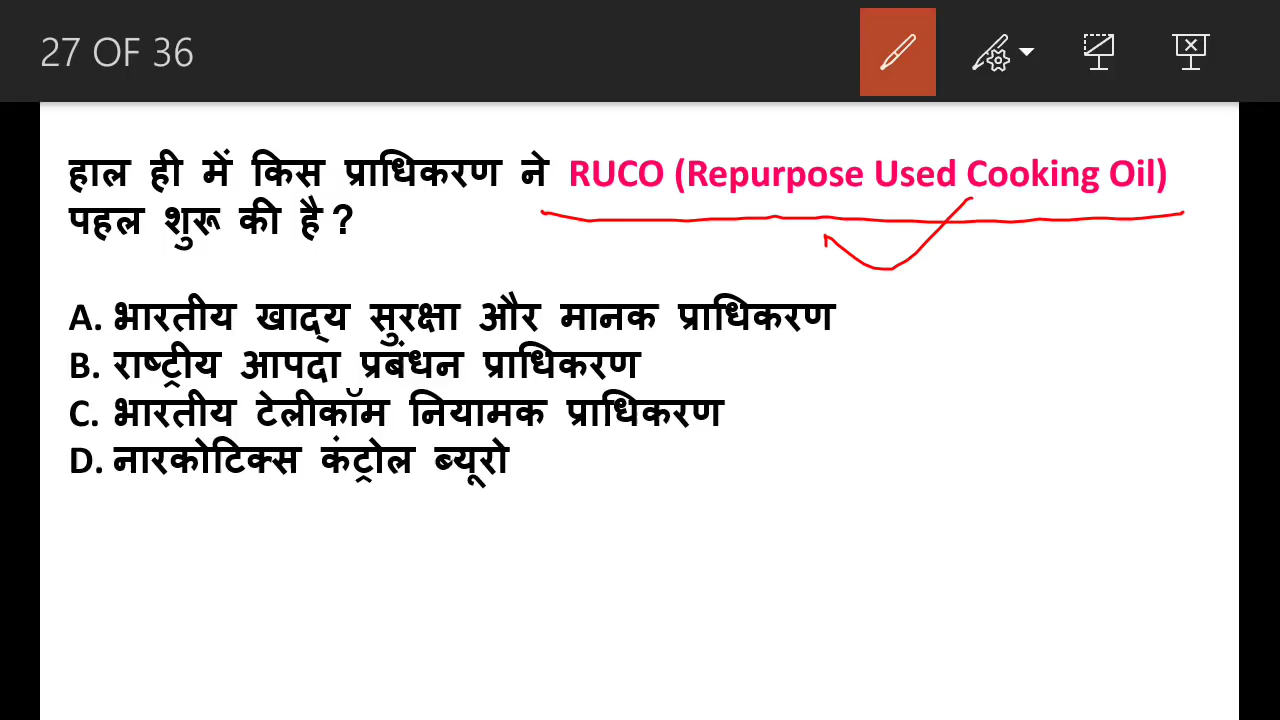 27 OF 36
हाल ही में किस प्राधिकरण ने RUCO (Repurpose Used Cooking Oil)
पहल शुरू की है ?
A. भारतीय खाद्य सुरक्षा और मानक प्राधिकरण
B. राष्ट्रीय आपदा प्रबंधन प्राधिकरण
C. भारतीय टेलीकॉम नियामक प्राधिकरण
D. नारकोटिक्स कंट्रोल ब्यूरो